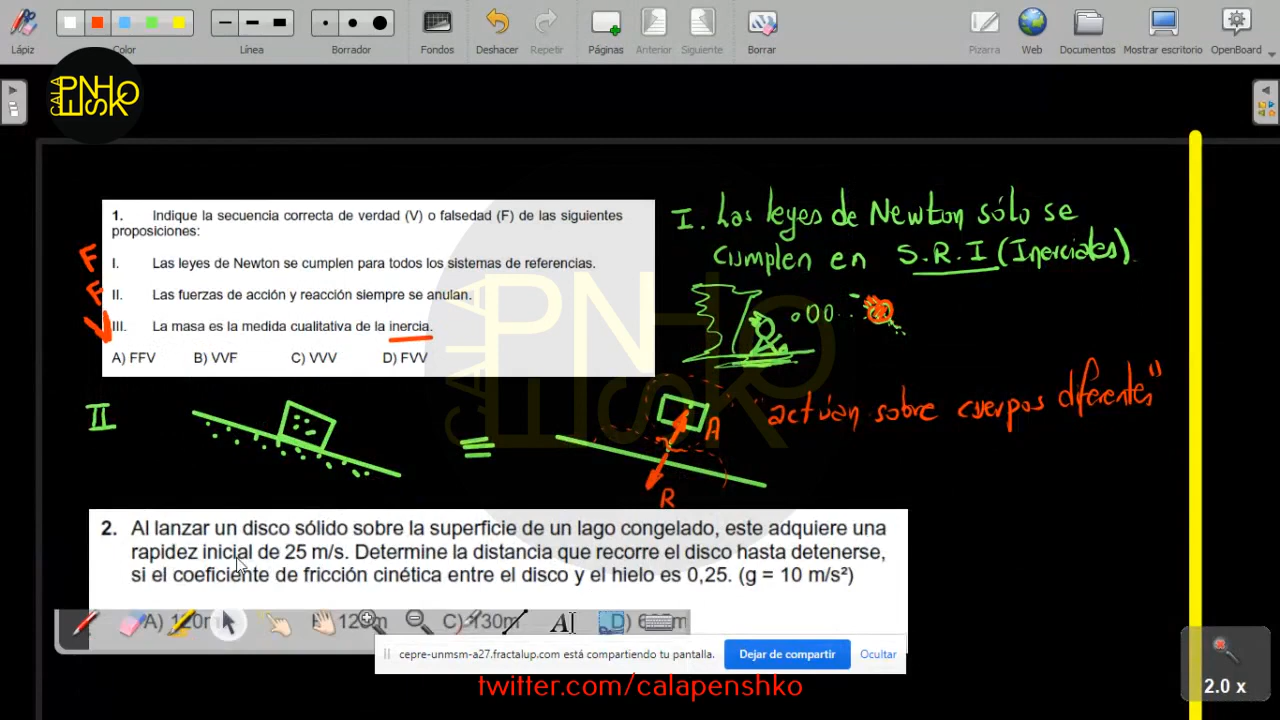 Lápiz
Color
Línea
Borrador
Fondos
Deshacer
Repetir
Páginas
Anterior
Siguiente
Borrar
Pizarra
Web
Documentos
Mostrar escritorio
OpenBoard
CALA
PENSHKO
1. Indique la secuencia correcta de verdad (V) o falsedad (F) de las siguientes
proposiciones:
F I. Las leyes de Newton se cumplen para todos los sistemas de referencias.
F II. Las fuerzas de acción y reacción siempre se anulan.
V III. La masa es la medida cualitativa de la inercia.
A) FFV B) VVF C) VVV D) FVV
I. Las leyes de Newton sólo se
cumplen en S.R.I (Inerciales).
II
A
R
"actúan sobre cuerpos diferentes"
2. Al lanzar un disco sólido sobre la superficie de un lago congelado, este adquiere una
rapidez inicial de 25 m/s. Determine la distancia que recorre el disco hasta detenerse,
si el coeficiente de fricción cinética entre el disco y el hielo es 0,25. (g = 10 m/s²)
A) 120m C) 130m D)
cepre-unmsm-a27.fractalup.com está compartiendo tu pantalla.
Dejar de compartir
Ocultar
twitter.com/calapenshko
2.0 x